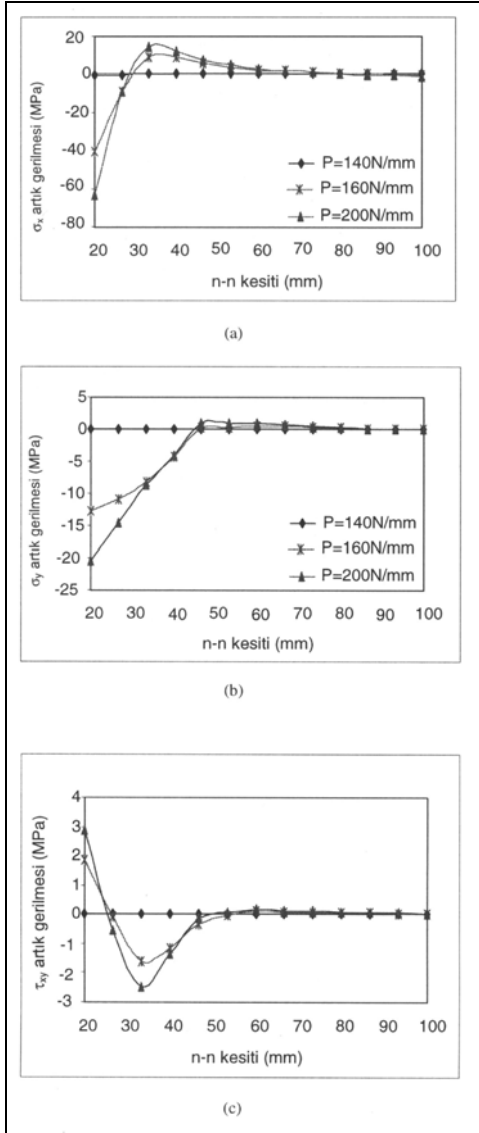 20
0
-20
-40
-60
-80
σx artık gerilmesi (MPa)
P=140N/mm
P=160N/mm
P=200N/mm
20 30 40 50 60 70 80 90 100
n-n kesiti (mm)
(a)
5
0
-5
-10
-15
-20
-25
σy artık gerilmesi (MPa)
P=140N/mm
P=160N/mm
P=200N/mm
20 30 40 50 60 70 80 90 100
n-n kesiti (mm)
(b)
4
3
2
1
0
-1
-2
-3
τxy artık gerilmesi (MPa)
20 30 40 50 60 70 80 90 100
n-n kesiti (mm)
(c)